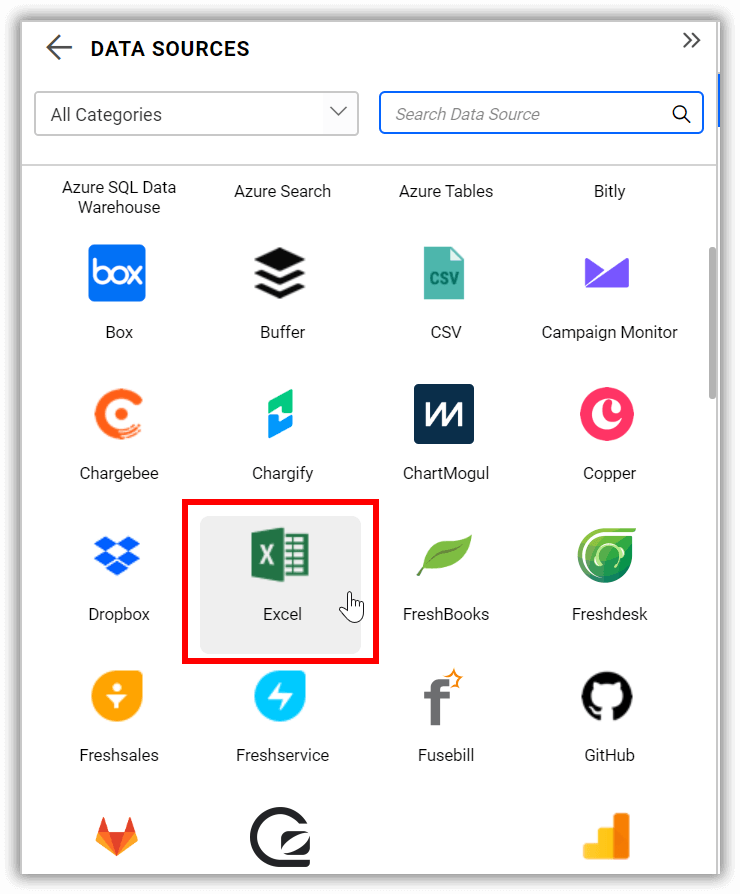 DATA SOURCES
All Categories
Search Data Source
Azure SQL Data
Warehouse
Azure Search
Azure Tables
Bitly
box
CSV
Box
Buffer
CSV
Campaign Monitor
Chargebee
Chargify
ChartMogul
Copper
X
Dropbox
Excel
FreshBooks
Freshdesk
f
Freshsales
Freshservice
Fusebill
GitHub